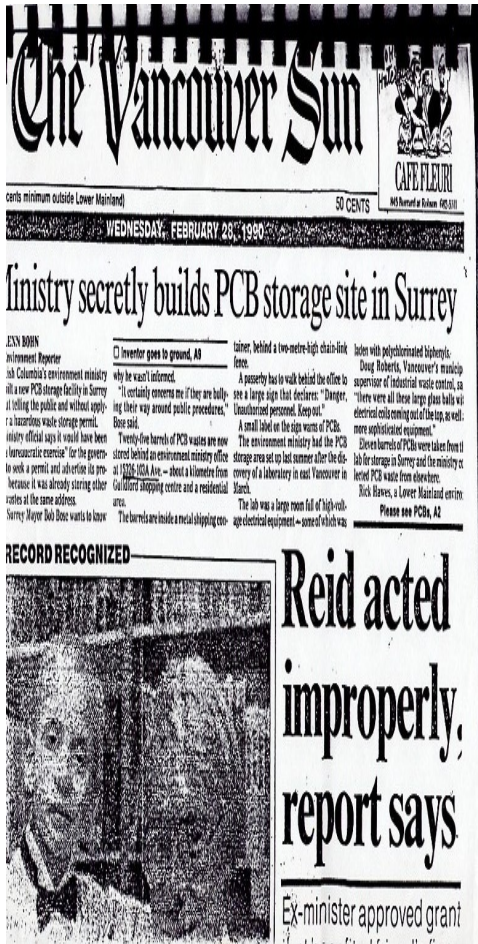 The Vancouver Sun
CAFE FLEURI
cents minimum outside Lower Mainland)
50 CENTS
WEDNESDAY, FEBRUARY 28, 1990
Ministry secretly builds PCB storage site in Surrey
ENN BOHN
nvironment Reporter
ish Columbia's environment ministry
ilt a new PCB storage facility in Surrey
ut telling the public and without apply-
r a hazardous waste storage permit.
inistry official says it would have been
bureaucratic exercise" for the govern-
to seek a permit and advertise its pro-
because it was already storing other
wastes at the same address.
Surrey Mayor Bob Bose wants to know
☐ Inventor goes to ground, A9
why he wasn't informed.
"It certainly concerns me if they are bully-
ing their way around public procedures,"
Bose said.
Twenty-five barrels of PCB wastes are now
stored behind an environment ministry office
at 15326-103A Ave. — about a kilometre from
Guildford shopping centre and a residential
area.
The barrels are inside a metal shipping con-
tainer, behind a two-metre-high chain-link
fence.
A passerby has to walk behind the office to
see a large sign that declares: "Danger,
Unauthorized personnel. Keep out."
A small label on the sign warns of PCBs.
The environment ministry had the PCB
storage area set up last summer after the dis-
covery of a laboratory in east Vancouver in
March.
The lab was a large room full of high-volt-
age electrical equipment — some of which was
laden with polychlorinated biphenyls.
Doug Roberts, Vancouver's municip
supervisor of industrial waste control, sa
"there were all these large glass balls wi
electrical coils coming out of the top, as well
more sophisticated equipment."
Eleven barrels of PCBs were taken from t
lab for storage in Surrey and the ministry
lected PCB waste from elsewhere.
Rick Hawes, a Lower Mainland enviro
Please see PCBs, A2
RECORD RECOGNIZED
Reid acted
improperly,
report says
Ex-minister approved grant